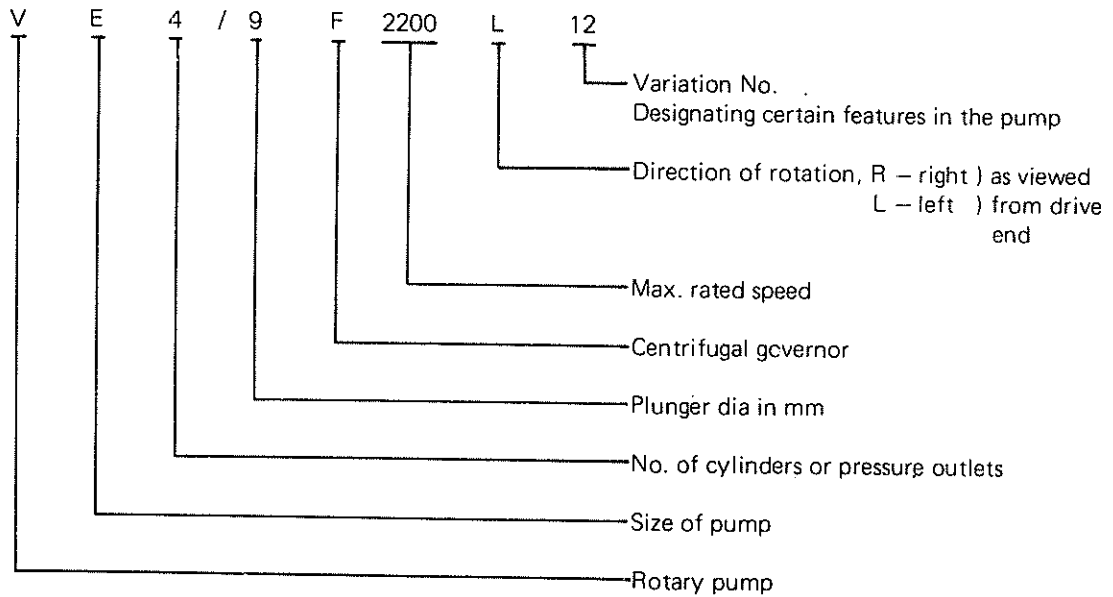 V E 4 / 9 F 2200 L 12
Variation No.
Designating certain features in the pump
Direction of rotation, R – right ) as viewed
L – left ) from drive
end
Max. rated speed
Centrifugal governor
Plunger dia in mm
No. of cylinders or pressure outlets
Size of pump
Rotary pump